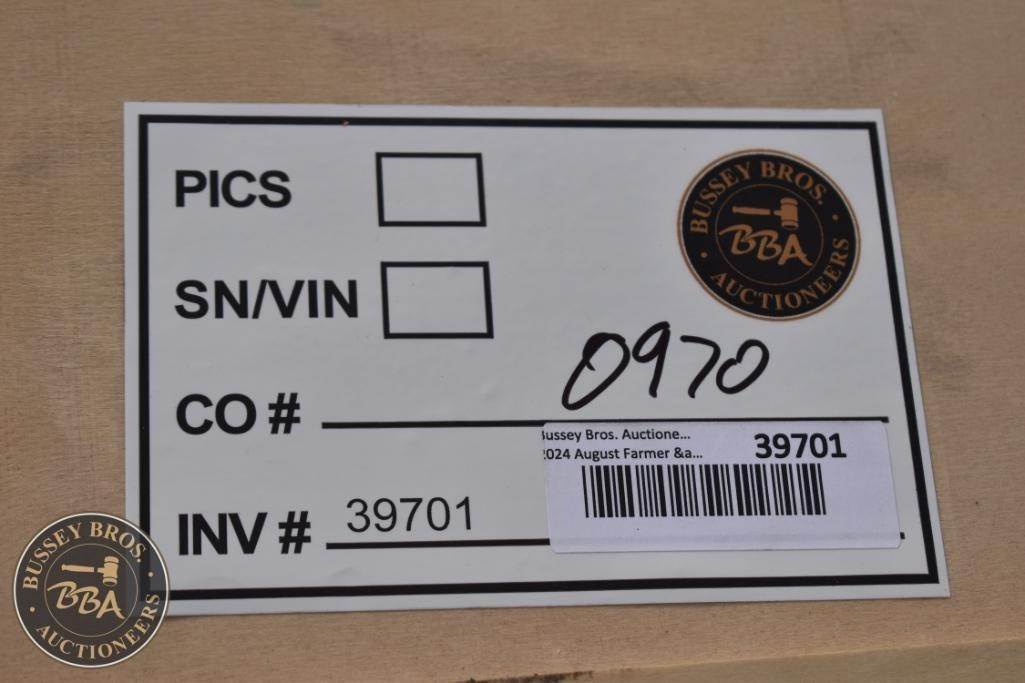 PICS
BUSSEY BROS.
BBA
AUCTIONEERS
SN/VIN
0970
CO #
Bussey Bros. Auctione...
2024 August Farmer &a...
39701
INV # 39701
BUSSEY BROS.
BBA
AUCTIONEERS